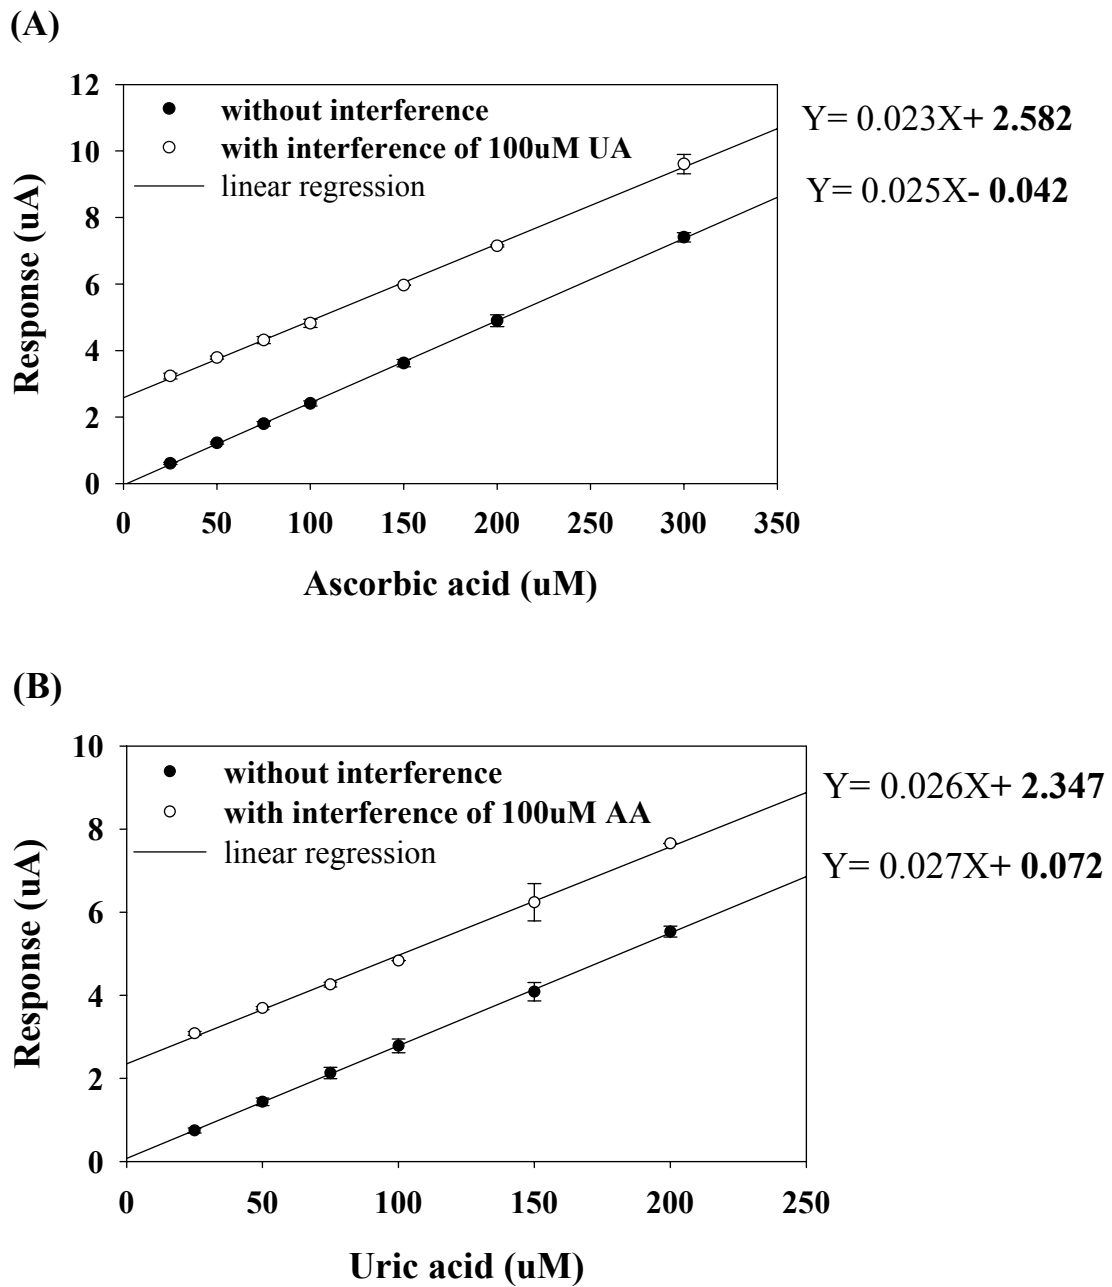 (A)
12
10
8
6
4
2
0
Response (uA)
without interference
with interference of 100uM UA
linear regression
Y= 0.023X+ 2.582
Y= 0.025X- 0.042
0 50 100 150 200 250 300 350
Ascorbic acid (uM)
(B)
10
8
6
4
2
0
Response (uA)
without interference
with interference of 100uM AA
linear regression
Y= 0.026X+ 2.347
Y= 0.027X+ 0.072
0 50 100 150 200 250
Uric acid (uM)